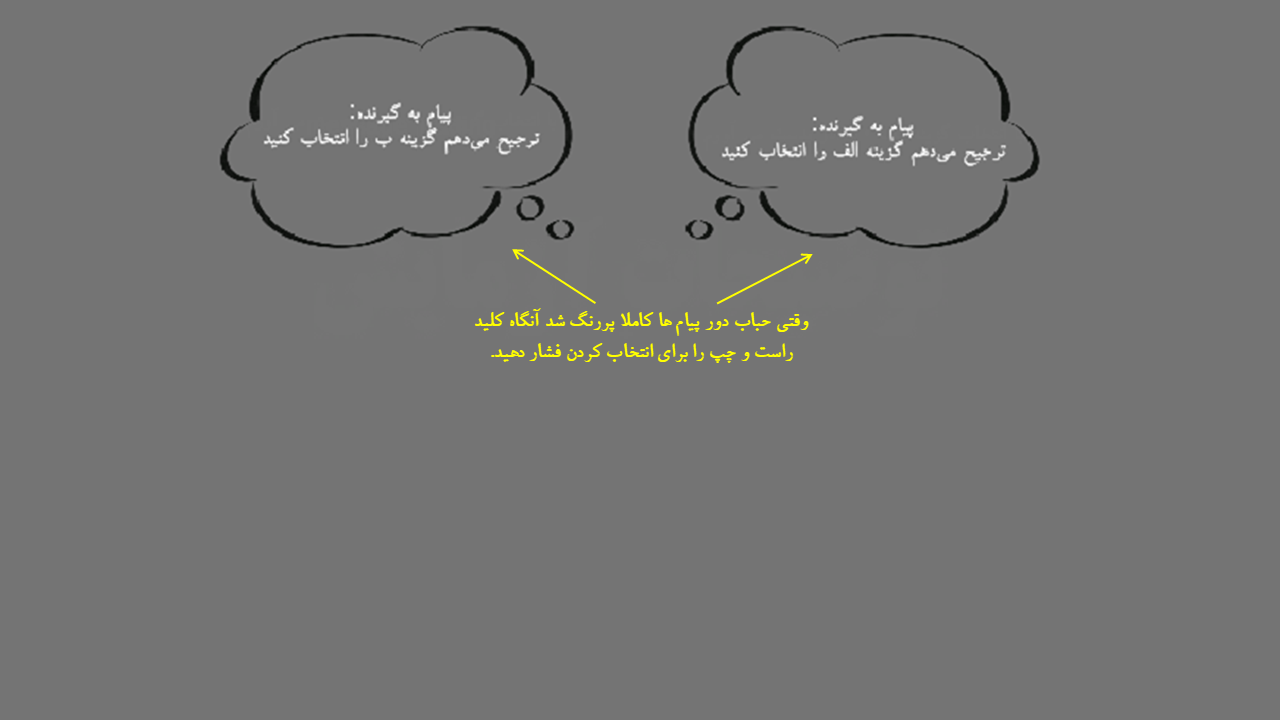 پیام به گیرنده:
ترجیح می‌دهم گزینه الف را انتخاب کنید
پیام به گیرنده:
ترجیح می‌دهم گزینه ب را انتخاب کنید
وقتی حباب دور پیام ها کاملا پررنگ شد آنگاه کلید
راست و چپ را برای انتخاب کردن فشار دهید.